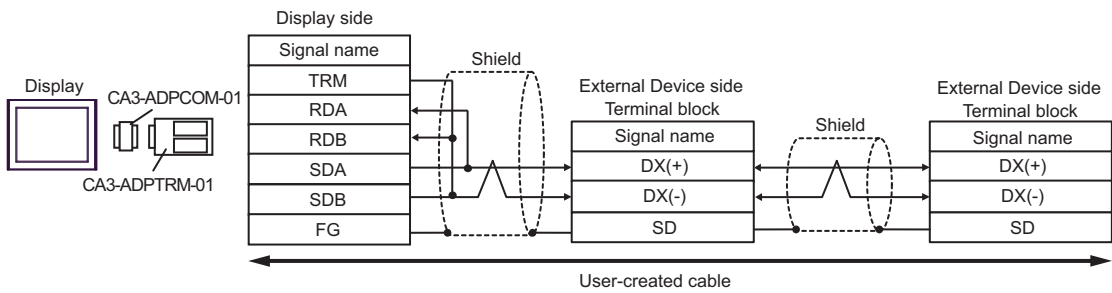 Display side
Signal name
TRM
RDA
RDB
SDA
SDB
FG
Display
CA3-ADPCOM-01
CA3-ADPTRM-01
Shield
External Device side
Terminal block
Signal name
DX(+)
DX(-)
SD
Shield
External Device side
Terminal block
Signal name
DX(+)
DX(-)
SD
User-created cable